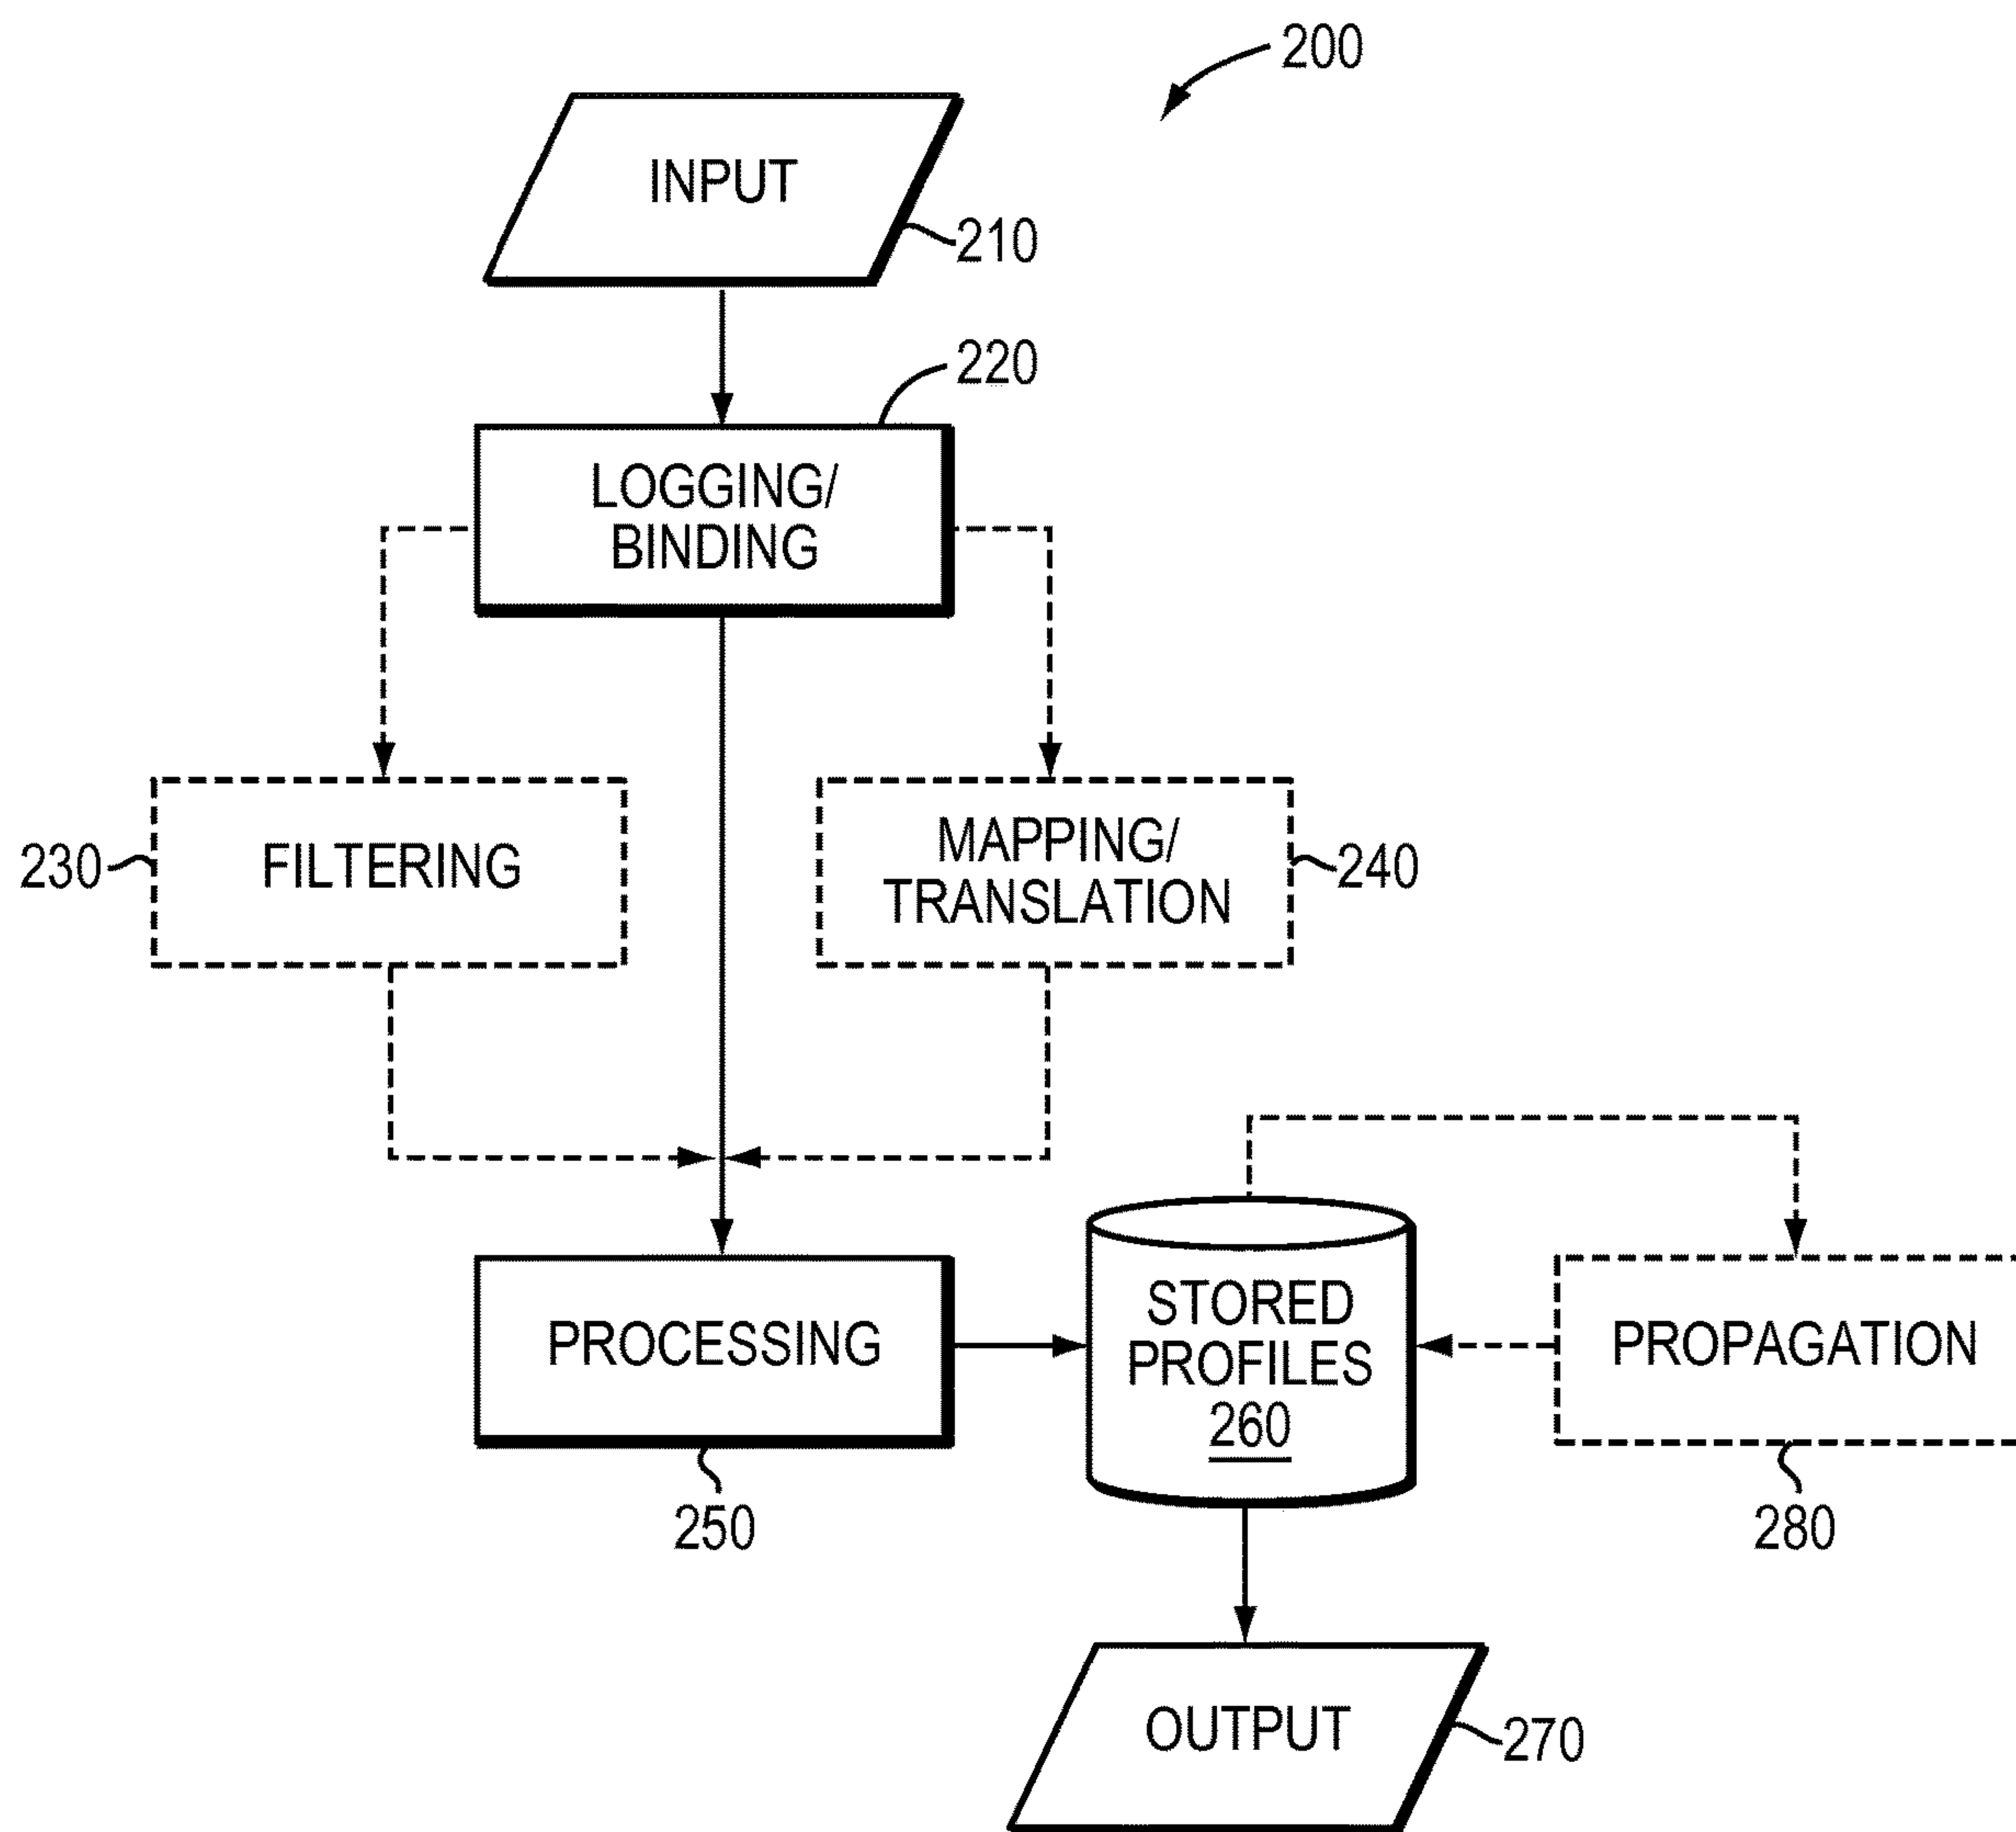 200
INPUT
210
220
LOGGING/
BINDING
230
FILTERING
MAPPING/
TRANSLATION
240
PROCESSING
250
STORED
PROFILES
260
PROPAGATION
280
OUTPUT
270